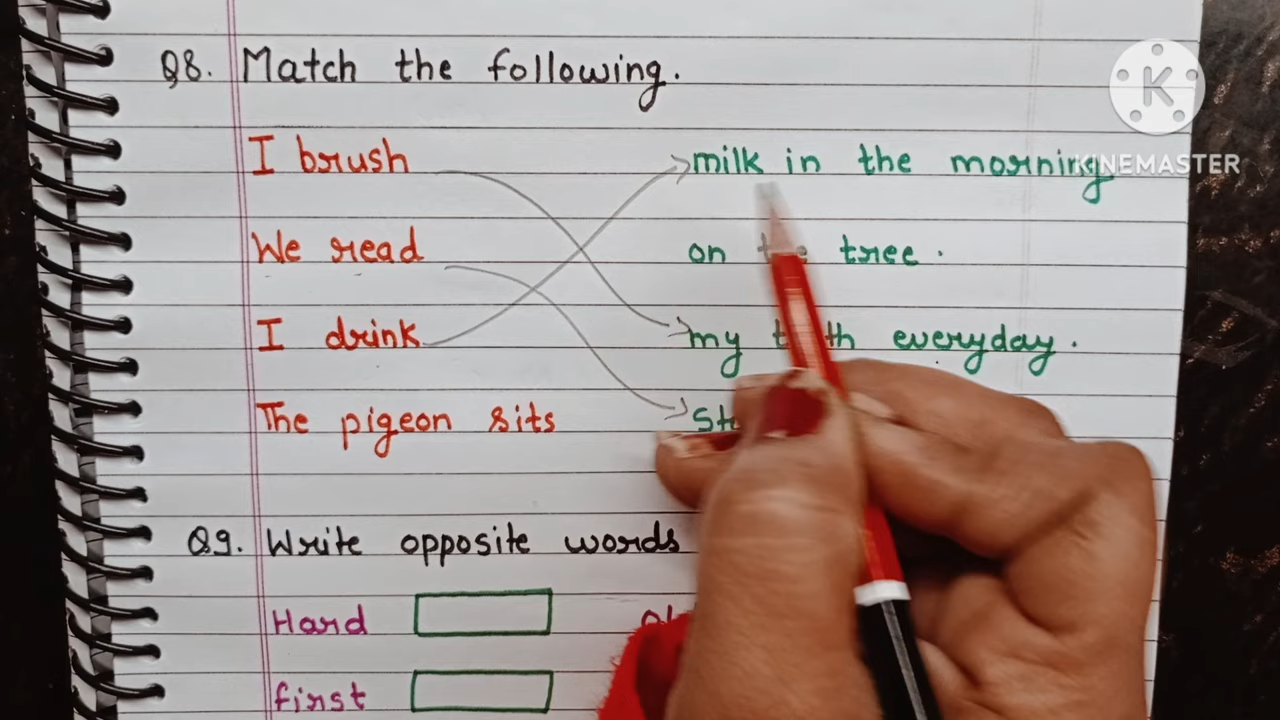 Q8. Match the following.
I brush milk in the morning
We read on the tree.
I drink my everyday.
The pigeon sits
Q9. Write opposite words
Hard
first
K
KINEMASTER